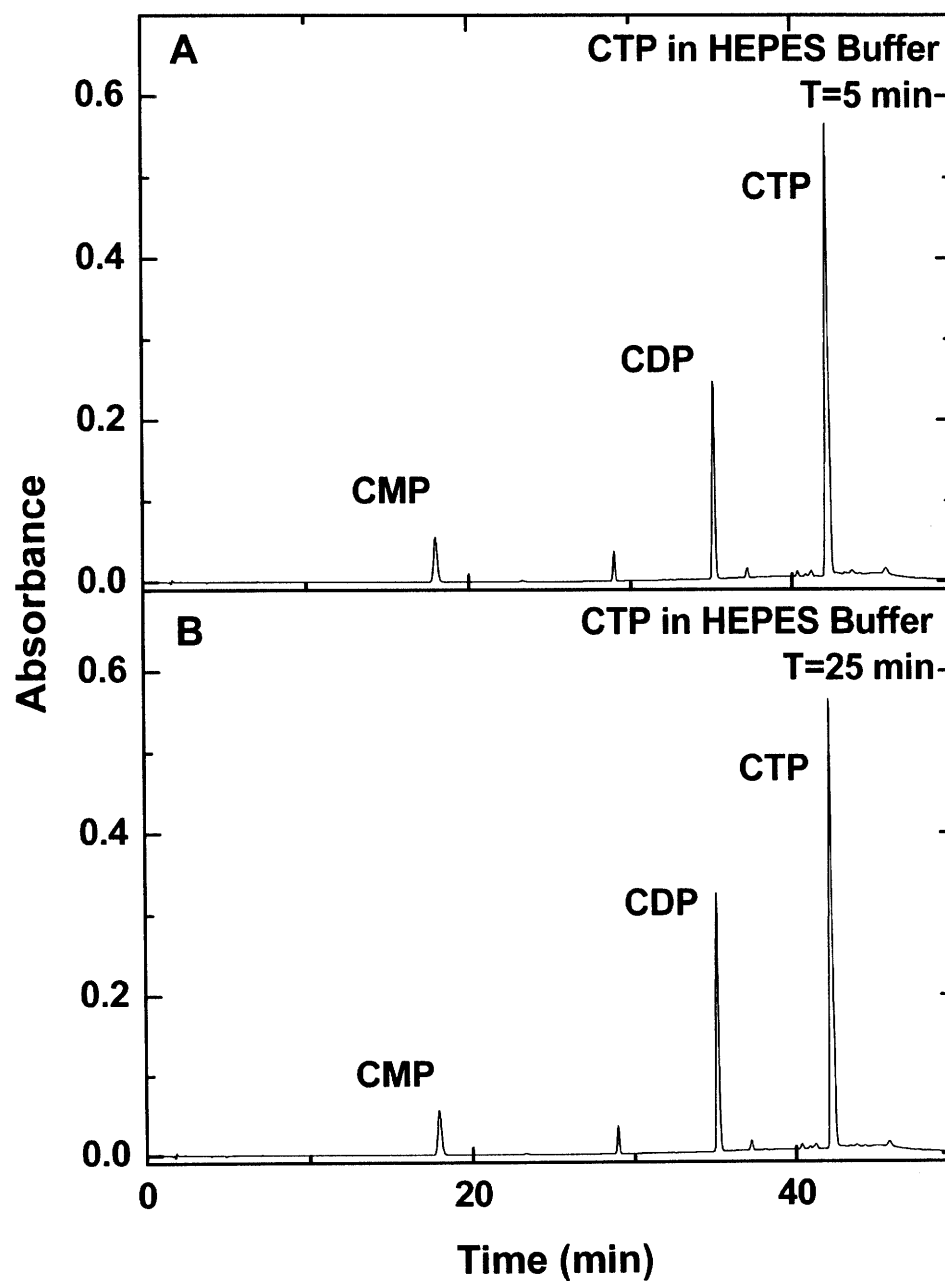 A
CTP in HEPES Buffer
T=5 min
0.6
CTP
0.4
CDP
0.2
CMP
0.0
Absorbance
B
CTP in HEPES Buffer
T=25 min
0.6
CTP
0.4
CDP
0.2
CMP
0.0
0 20 40
Time (min)